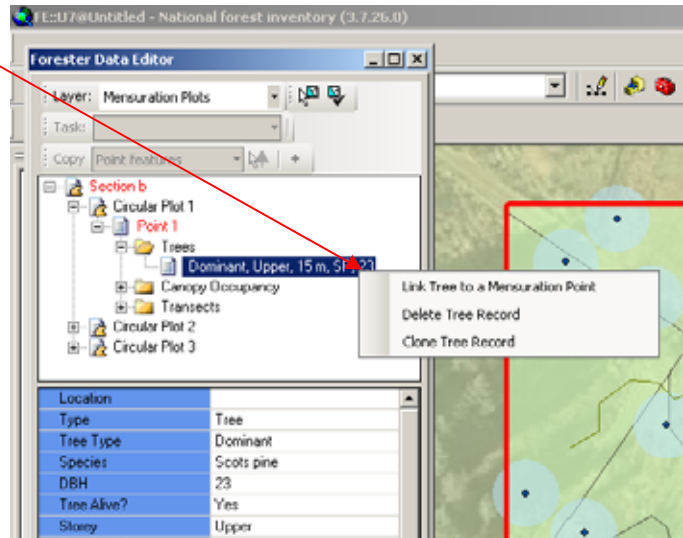 FE::U7@Untitled - National forest inventory (3.7.26.0)
Forester Data Editor
Layer: Mensuration Plots
Task:
Copy Point features
Section b
Circular Plot 1
Point 1
Trees
Dominant, Upper, 15 m, SP, 23
Link Tree to a Mensuration Point
Canopy Occupancy
Delete Tree Record
Transects
Circular Plot 2
Clone Tree Record
Circular Plot 3
Location
Type Tree
Tree Type Dominant
Species Scots pine
DBH 23
Tree Alive? Yes
Storey Upper